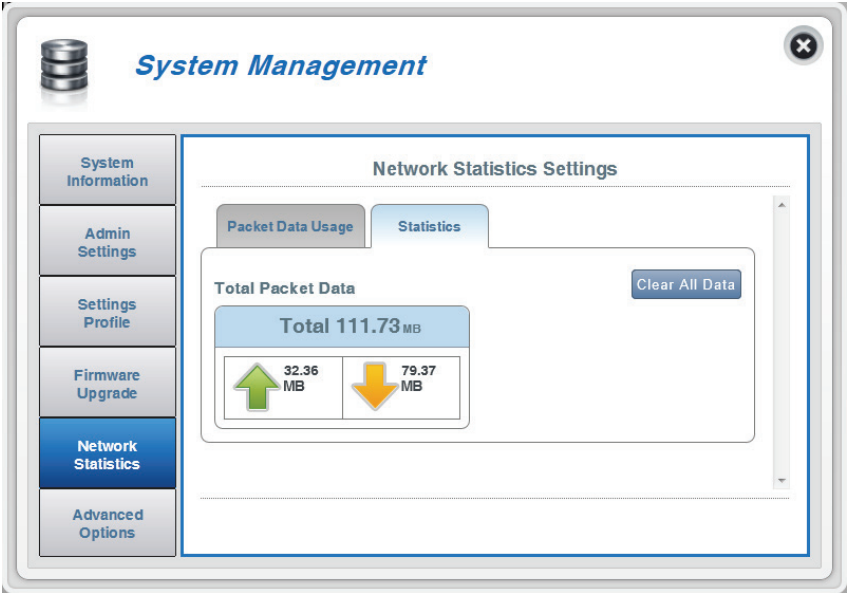 System Management
System
Information
Admin
Settings
Settings
Profile
Firmware
Upgrade
Network
Statistics
Advanced
Options
Network Statistics Settings
Packet Data Usage
Statistics
Total Packet Data
Clear All Data
Total 111.73 MB
32.36
MB
79.37
MB